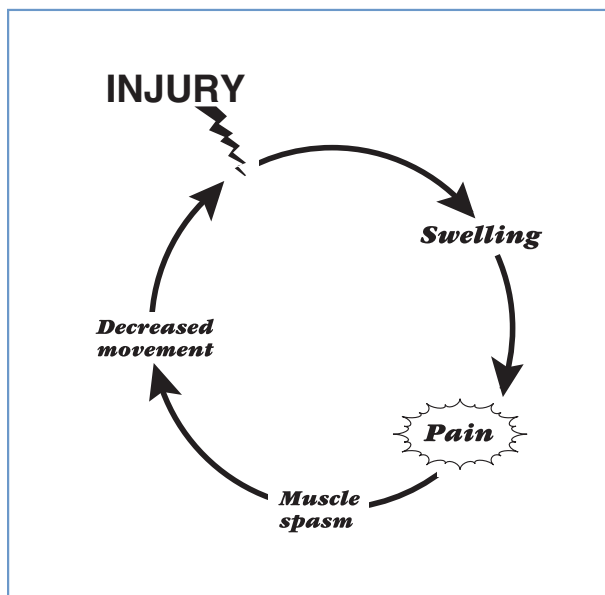 INJURY
Swelling
Pain
Muscle
spasm
Decreased
movement